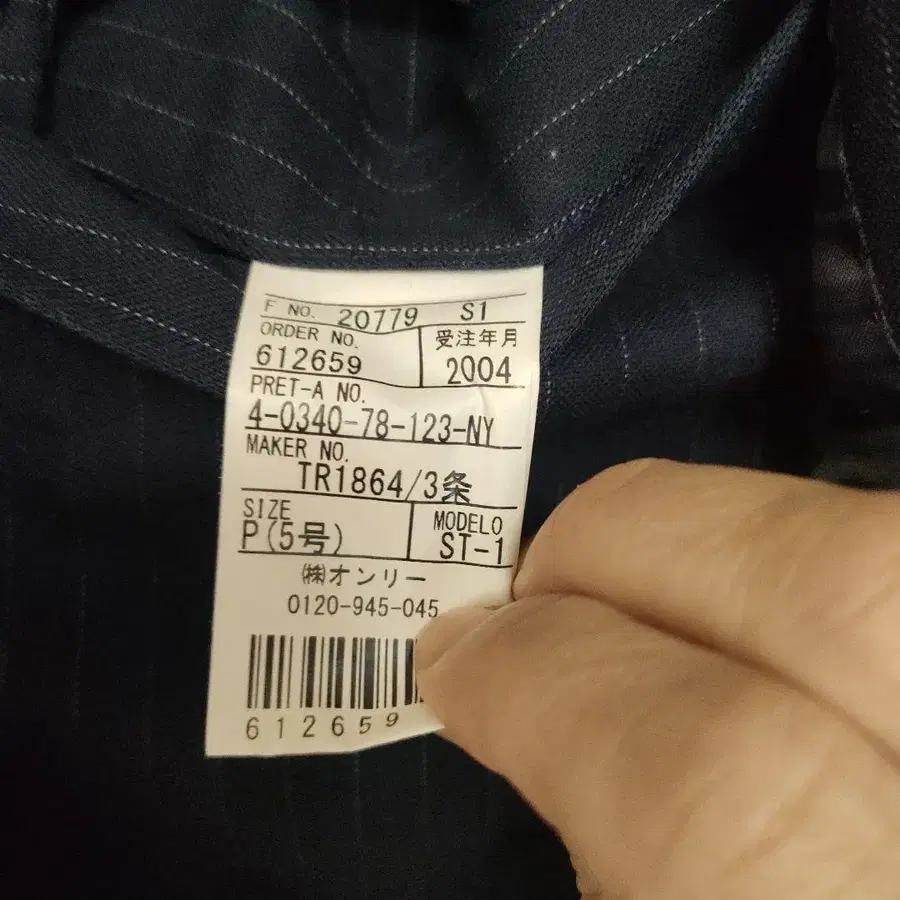 F NO. 20779 S1
ORDER NO. 受注年月
612659 2004
PRET-A NO.
4-0340-78-123-NY
MAKER NO.
TR1864/3条
SIZE MODELO
P(5号) ST-1
㈱オンリー
0120-945-045
612659